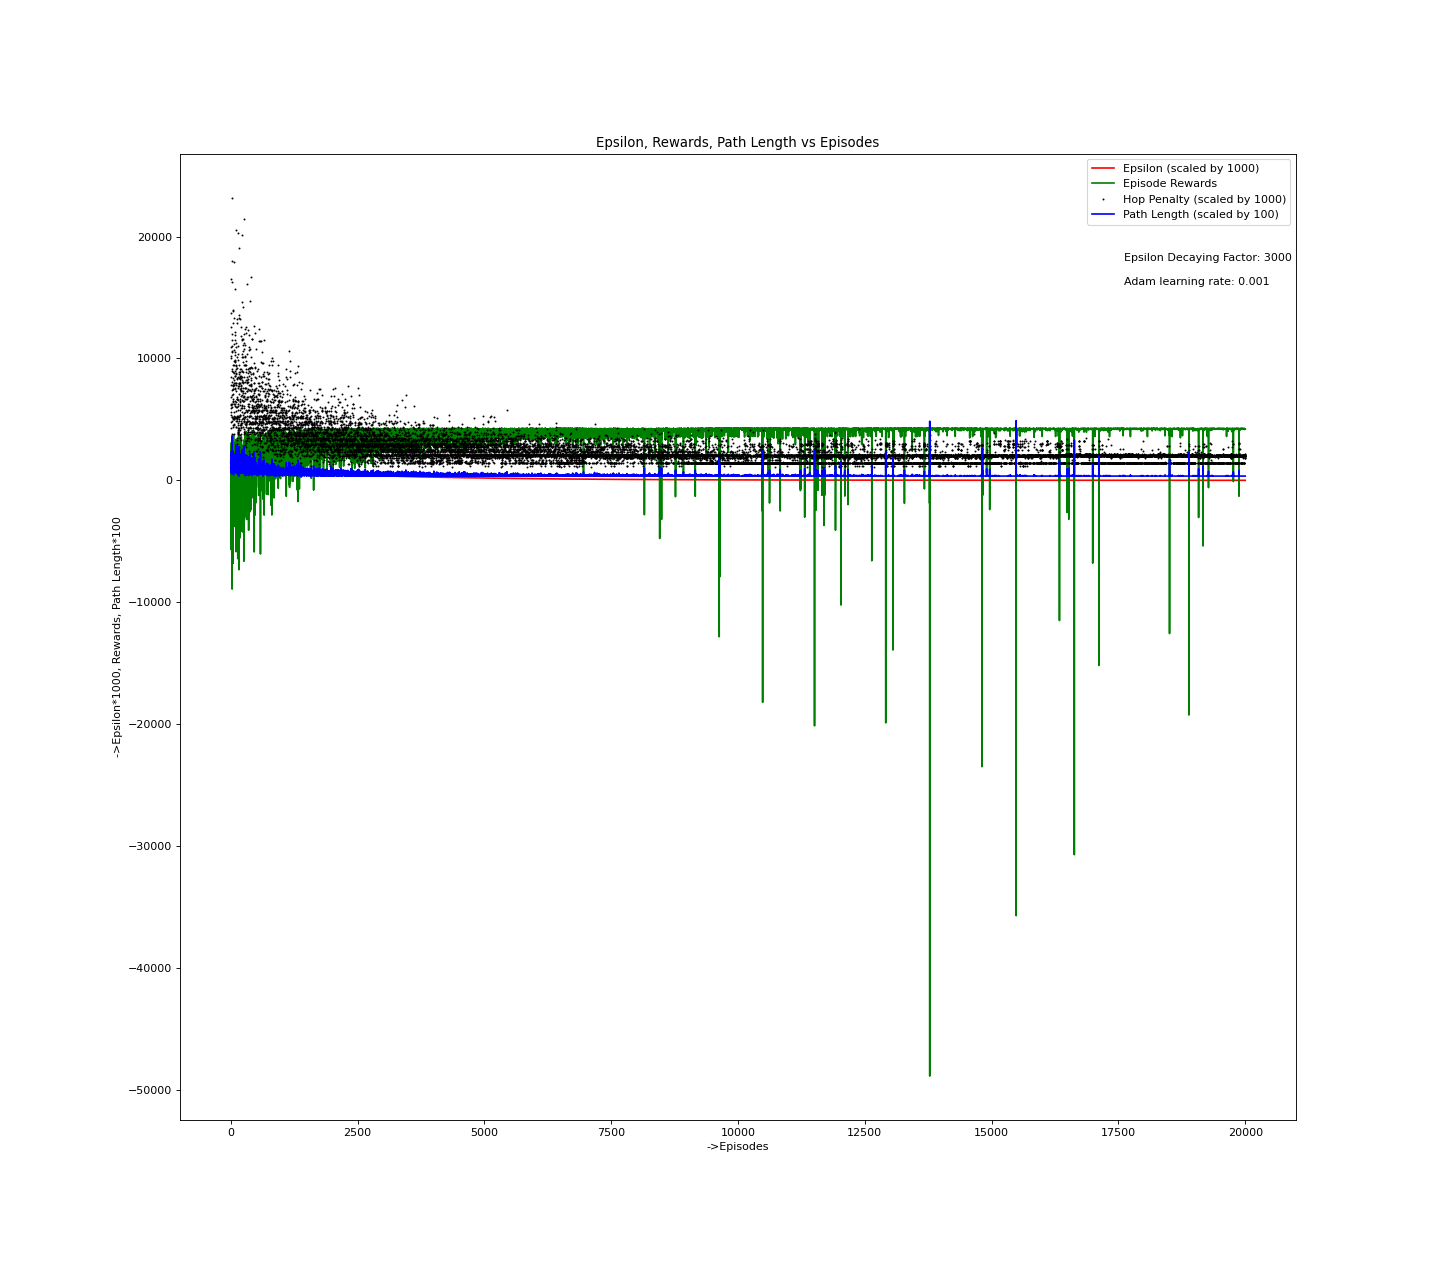 Epsilon, Rewards, Path Length vs Episodes
Epsilon (scaled by 1000)
Episode Rewards
Hop Penalty (scaled by 1000)
Path Length (scaled by 100)
Epsilon Decaying Factor: 3000
Adam learning rate: 0.001
20000
10000
0
−10000
−20000
−30000
−40000
−50000
->Epsilon*1000, Rewards, Path Length*100
0 2500 5000 7500 10000 12500 15000 17500 20000
->Episodes